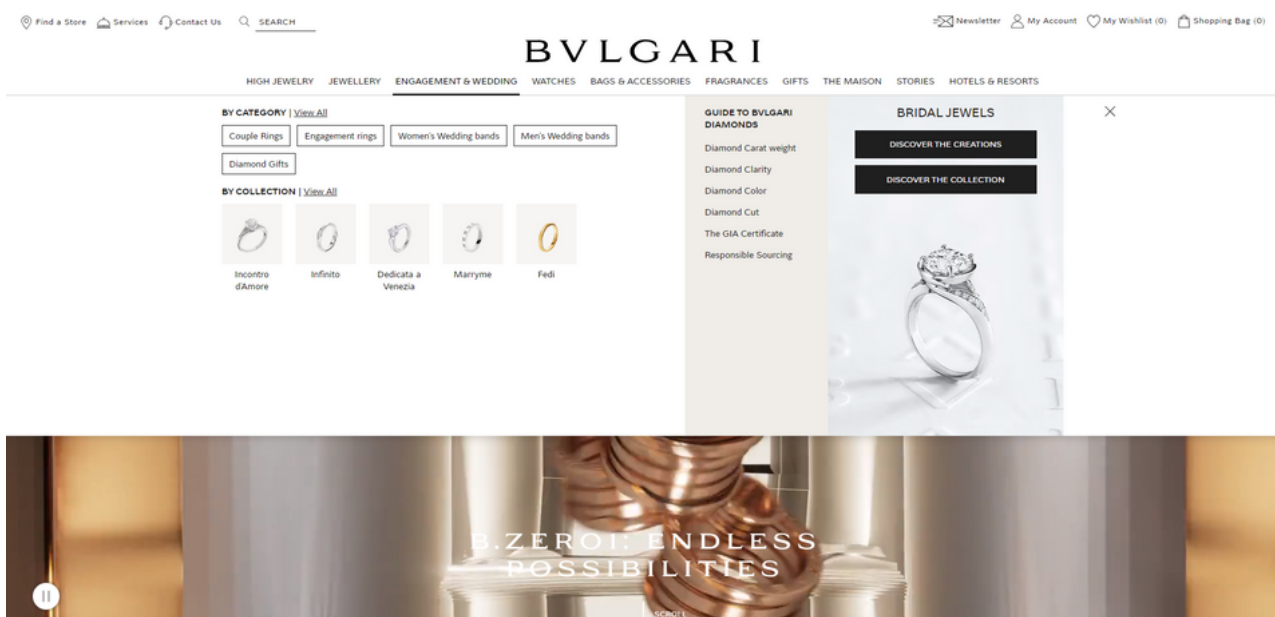 Find a Store Services Contact Us SEARCH
Newsletter My Account My Wishlist (0) Shopping Bag (0)
BVLGARI
HIGH JEWELRY JEWELLERY ENGAGEMENT & WEDDING WATCHES BAGS & ACCESSORIES FRAGRANCES GIFTS THE MAISON STORIES HOTELS & RESORTS
BY CATEGORY | View All
Couple Rings Engagement rings Women's Wedding bands Men's Wedding bands
Diamond Gifts
BY COLLECTION | View All
Incontro
d'Amore
Infinito
Dedicata a
Venezia
Marryme
Fedi
GUIDE TO BVLGARI
DIAMONDS
Diamond Carat weight
Diamond Clarity
Diamond Color
Diamond Cut
The GIA Certificate
Responsible Sourcing
BRIDAL JEWELS
DISCOVER THE CREATIONS
DISCOVER THE COLLECTION
B.ZERO1: ENDLESS
POSSIBILITIES
SCROLL